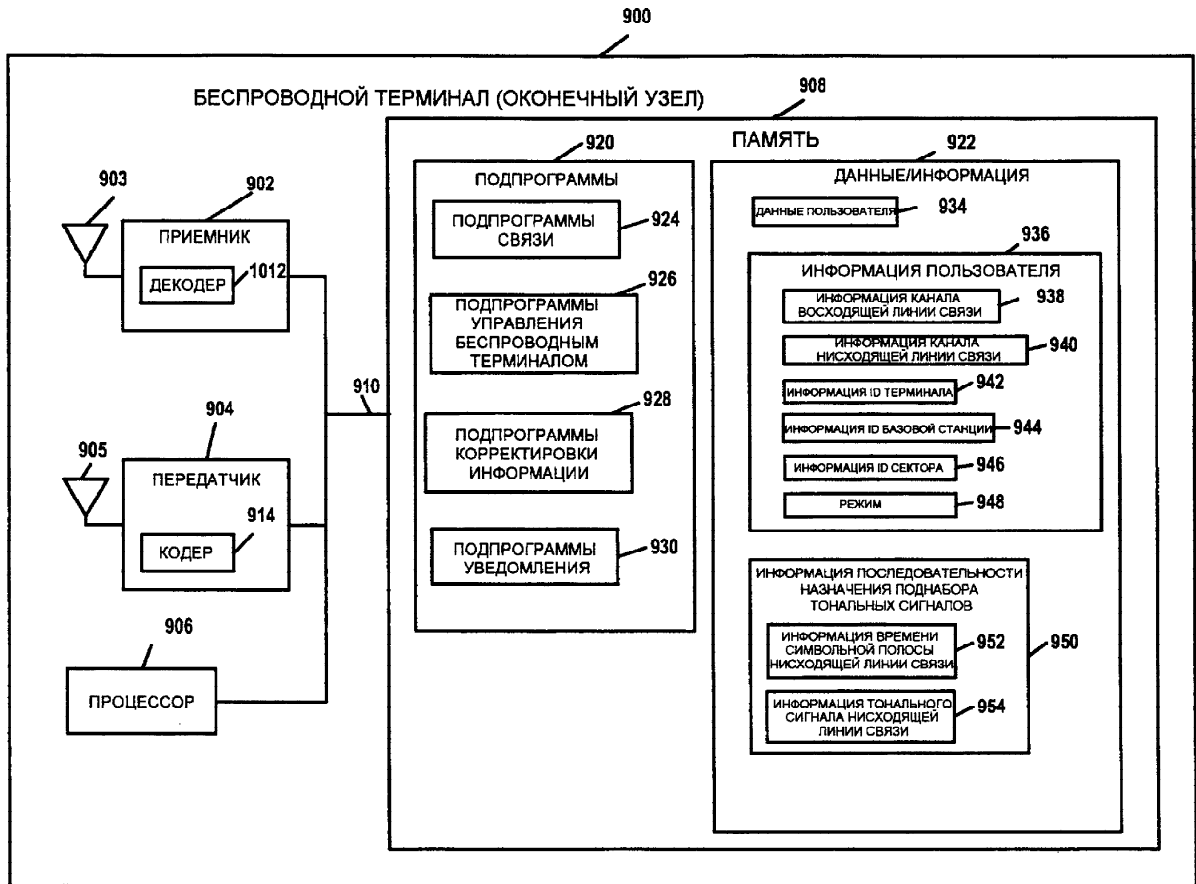 900
БЕСПРОВОДНОЙ ТЕРМИНАЛ (ОКОНЕЧНЫЙ УЗЕЛ)
908
ПАМЯТЬ
903
902
ПРИЕМНИК
ДЕКОДЕР
1012
905
904
ПЕРЕДАТЧИК
КОДЕР
914
906
ПРОЦЕССОР
910
920
ПОДПРОГРАММЫ
ПОДПРОГРАММЫ
СВЯЗИ
924
926
ПОДПРОГРАММЫ
УПРАВЛЕНИЯ
БЕСПРОВОДНЫМ
ТЕРМИНАЛОМ
928
ПОДПРОГРАММЫ
КОРРЕКТИРОВКИ
ИНФОРМАЦИИ
ПОДПРОГРАММЫ
УВЕДОМЛЕНИЯ
930
922
ДАННЫЕ/ИНФОРМАЦИЯ
ДАННЫЕ ПОЛЬЗОВАТЕЛЯ
934
936
ИНФОРМАЦИЯ ПОЛЬЗОВАТЕЛЯ
ИНФОРМАЦИЯ КАНАЛА
ВОСХОДЯЩЕЙ ЛИНИИ СВЯЗИ
938
ИНФОРМАЦИЯ КАНАЛА
НИСХОДЯЩЕЙ ЛИНИИ СВЯЗИ
940
ИНФОРМАЦИЯ ID ТЕРМИНАЛА
942
ИНФОРМАЦИЯ ID БАЗОВОЙ СТАНЦИИ
944
ИНФОРМАЦИЯ ID СЕКТОРА
946
РЕЖИМ
948
ИНФОРМАЦИЯ ПОСЛЕДОВАТЕЛЬНОСТИ
НАЗНАЧЕНИЯ ПОДНАБОРА
ТОНАЛЬНЫХ СИГНАЛОВ
950
ИНФОРМАЦИЯ ВРЕМЕНИ
СИМВОЛЬНОЙ ПОЛОСЫ
НИСХОДЯЩЕЙ ЛИНИИ СВЯЗИ
952
ИНФОРМАЦИЯ ТОНАЛЬНОГО
СИГНАЛА НИСХОДЯЩЕЙ
ЛИНИИ СВЯЗИ
954